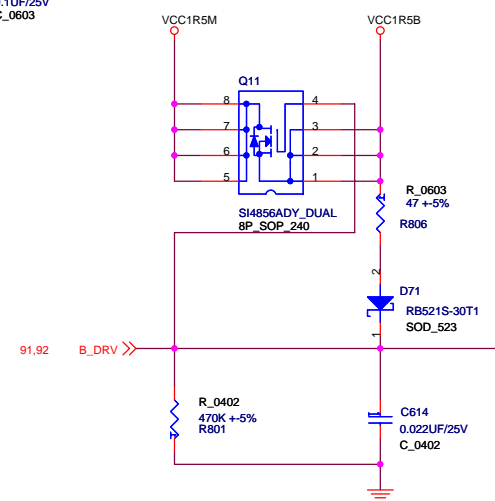 0.1UF/25V
C_0603
VCC1R5M
VCC1R5B
Q11
8
4
7
3
6
2
5
1
SI4856ADY_DUAL
8P_SOP_240
R_0603
47 +-5%
R806
2
D71
RB521S-30T1
SOD_523
1
91,92
B_DRV
R_0402
470K +-5%
R801
C614
0.022UF/25V
C_0402